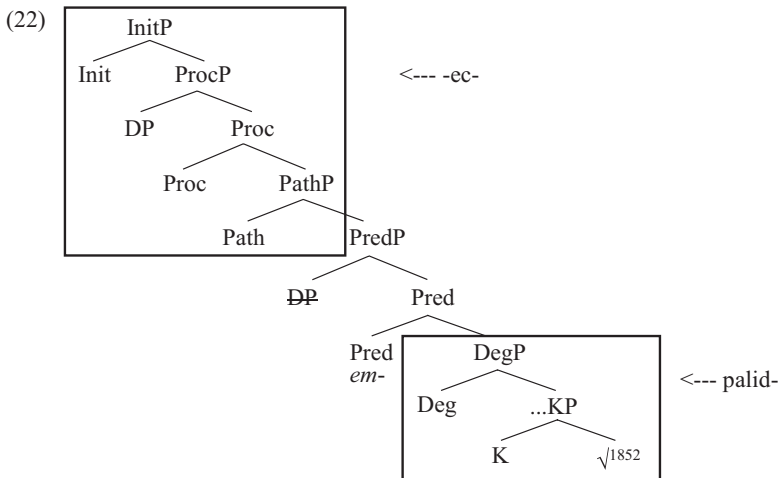 (22)
InitP
Init ProcP <--- -ec-
DP Proc
Proc PathP
Path PredP
DP Pred
Pred DegP
em- <--- palid-
Deg ...KP
K √1852